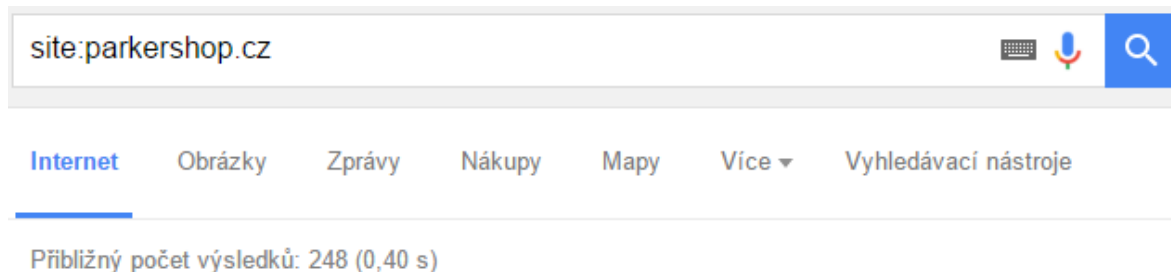 site:parkershop.cz
Internet Obrázky Zprávy Nákupy Mapy Více Vyhledávací nástroje
Přibližný počet výsledků: 248 (0,40 s)